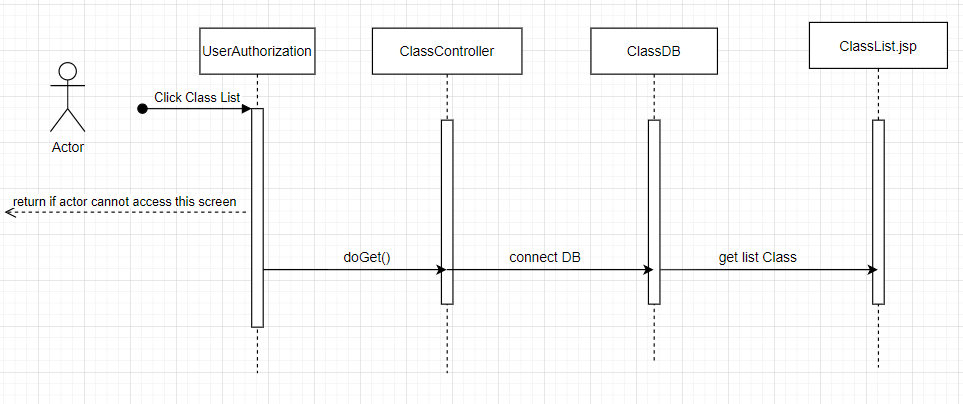 UserAuthorization
ClassController
ClassDB
ClassList.jsp
Click Class List
Actor
return if actor cannot access this screen
doGet()
connect DB
get list Class